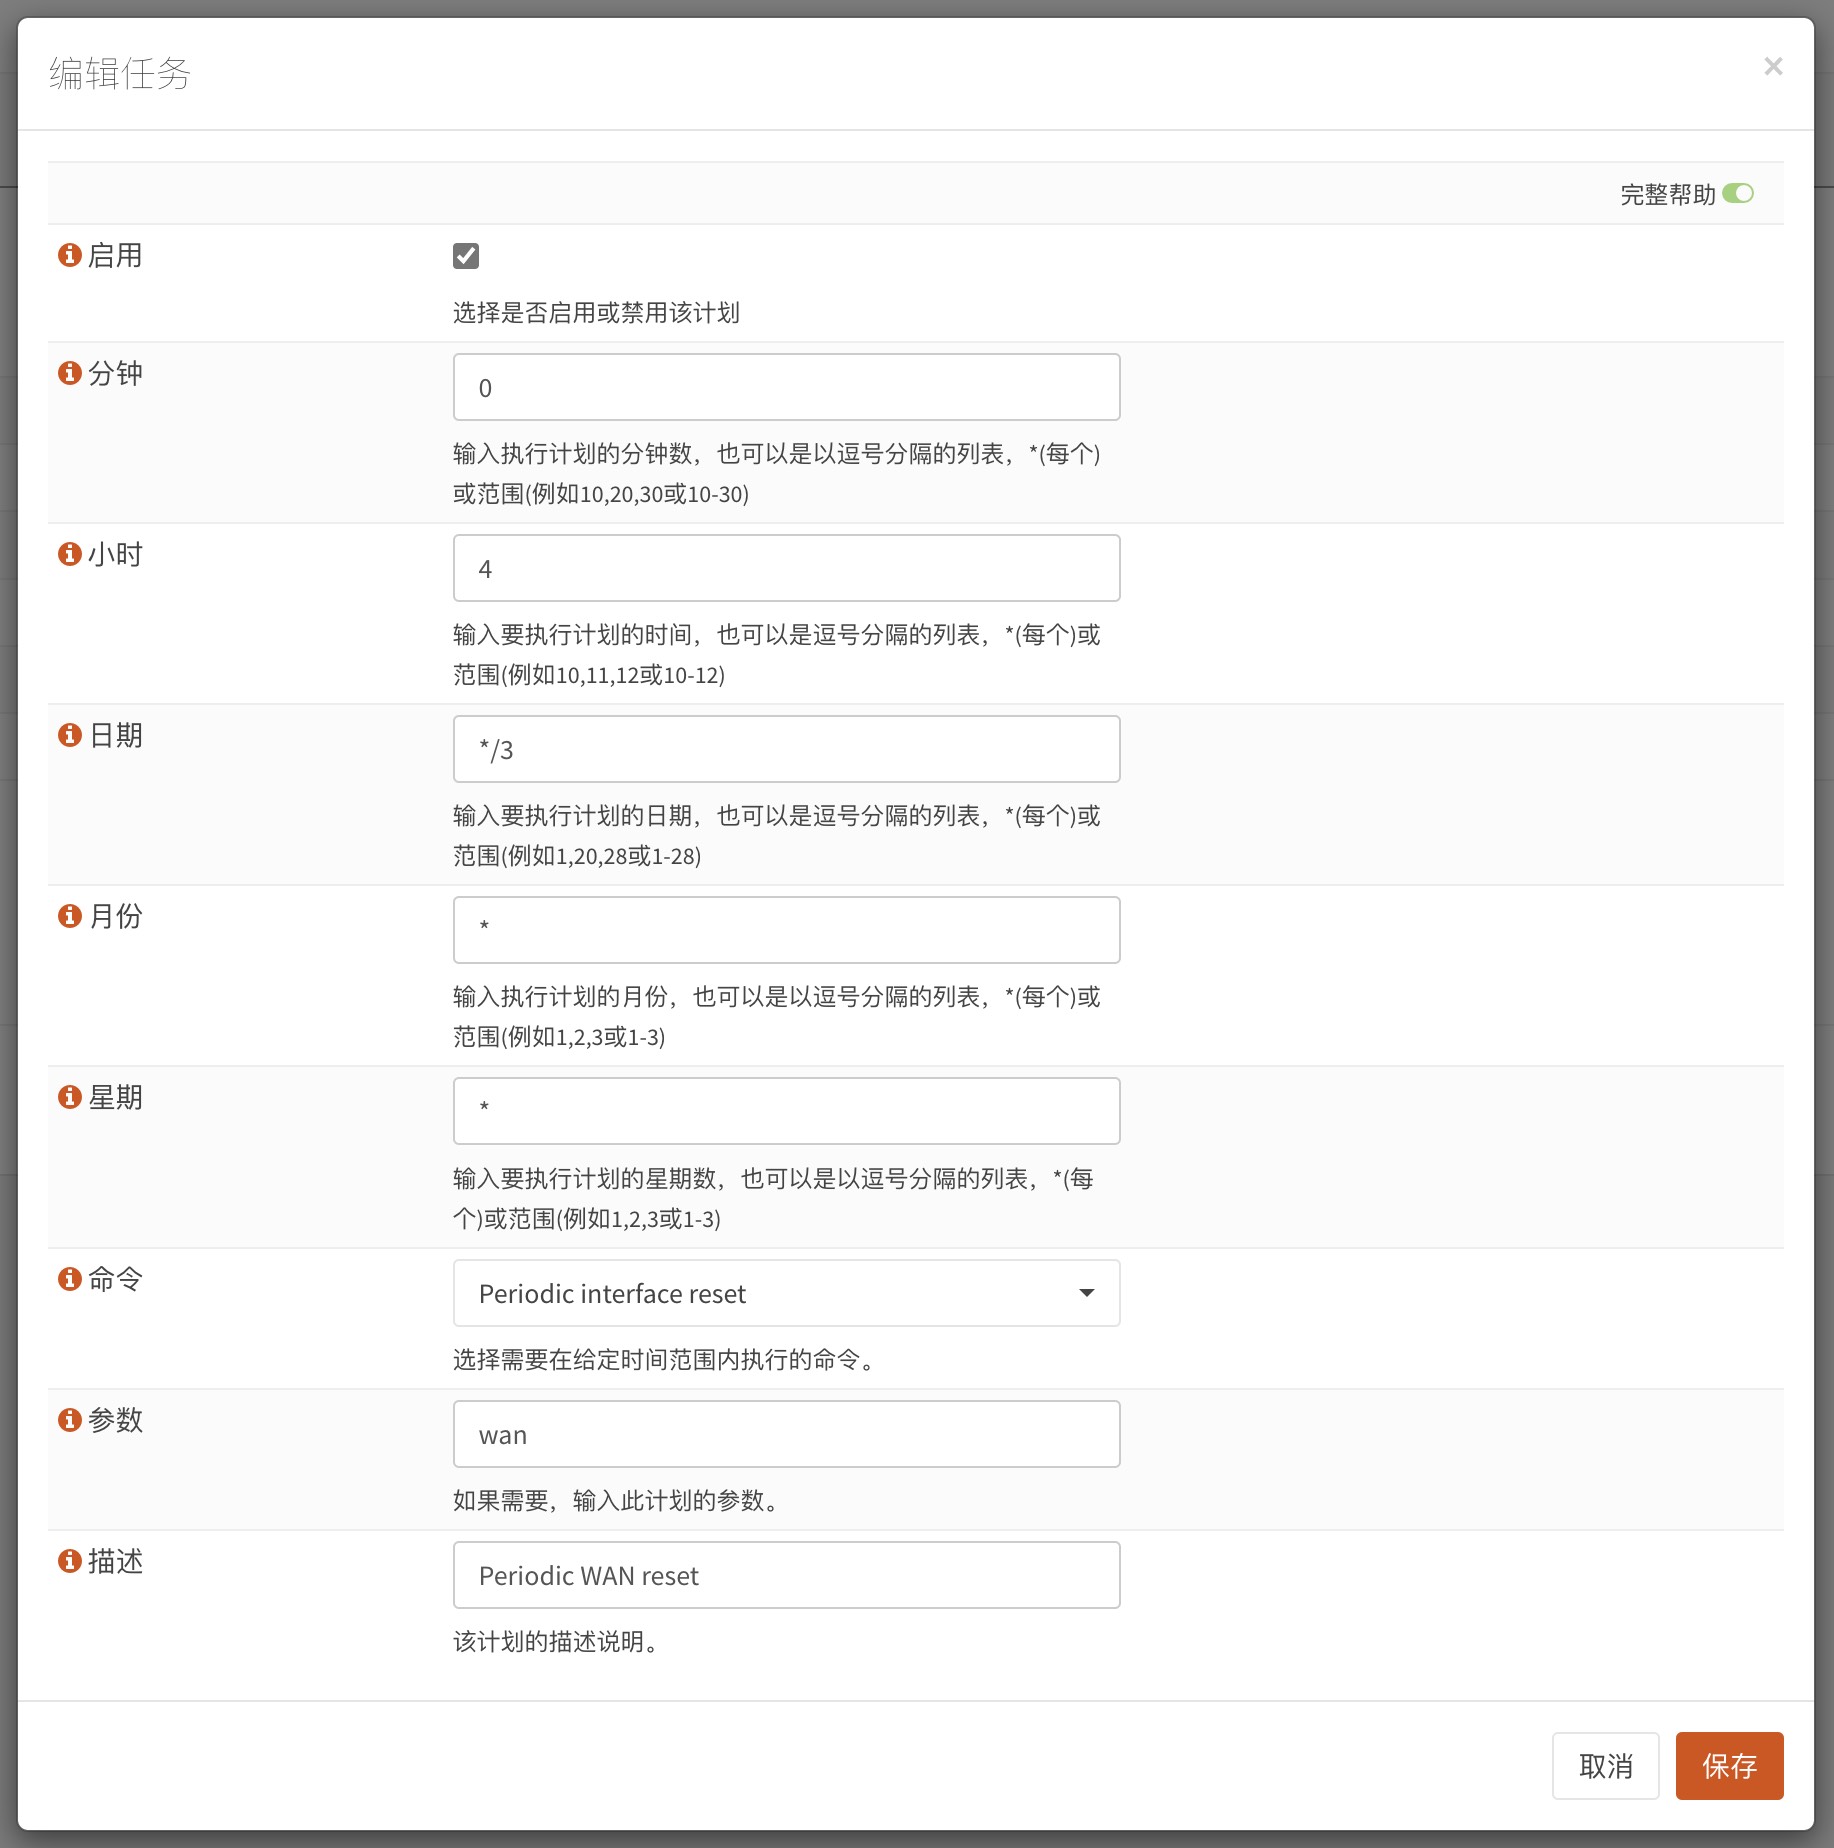 编辑任务
×
完整帮助
启用
选择是否启用或禁用该计划
分钟
0
输入执行计划的分钟数，也可以是以逗号分隔的列表，*(每个)
或范围(例如10,20,30或10-30)
小时
4
输入要执行计划的时间，也可以是逗号分隔的列表，*(每个)或
范围(例如10,11,12或10-12)
日期
*/3
输入要执行计划的日期，也可以是逗号分隔的列表，*(每个)或
范围(例如1,20,28或1-28)
月份
*
输入执行计划的月份，也可以是以逗号分隔的列表，*(每个)或
范围(例如1,2,3或1-3)
星期
*
输入要执行计划的星期数，也可以是以逗号分隔的列表，*(每
个)或范围(例如1,2,3或1-3)
命令
Periodic interface reset
选择需要在给定时间范围内执行的命令。
参数
wan
如果需要，输入此计划的参数。
描述
Periodic WAN reset
该计划的描述说明。
取消
保存